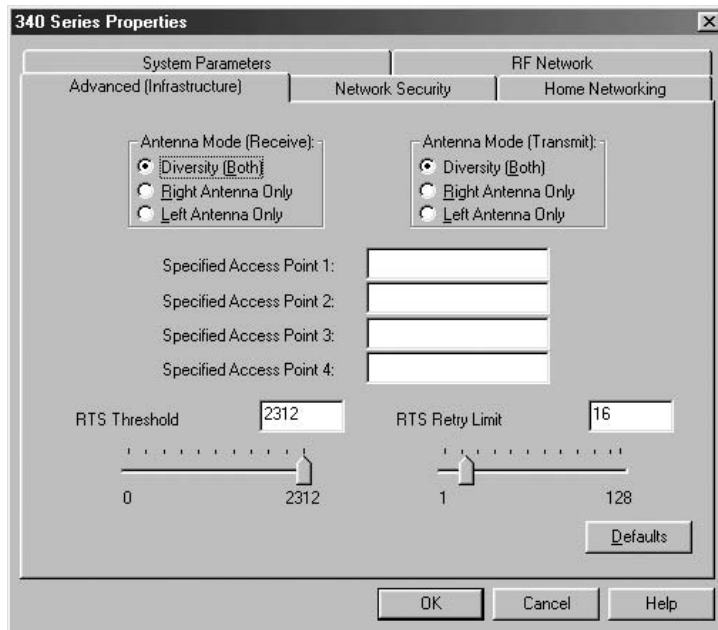 340 Series Properties
System Parameters
RF Network
Advanced (Infrastructure)
Network Security
Home Networking
Antenna Mode (Receive):
Diversity (Both)
Right Antenna Only
Left Antenna Only
Antenna Mode (Transmit):
Diversity (Both)
Right Antenna Only
Left Antenna Only
Specified Access Point 1:
Specified Access Point 2:
Specified Access Point 3:
Specified Access Point 4:
RTS Threshold
2312
0
2312
RTS Retry Limit
16
1
128
Defaults
OK
Cancel
Help